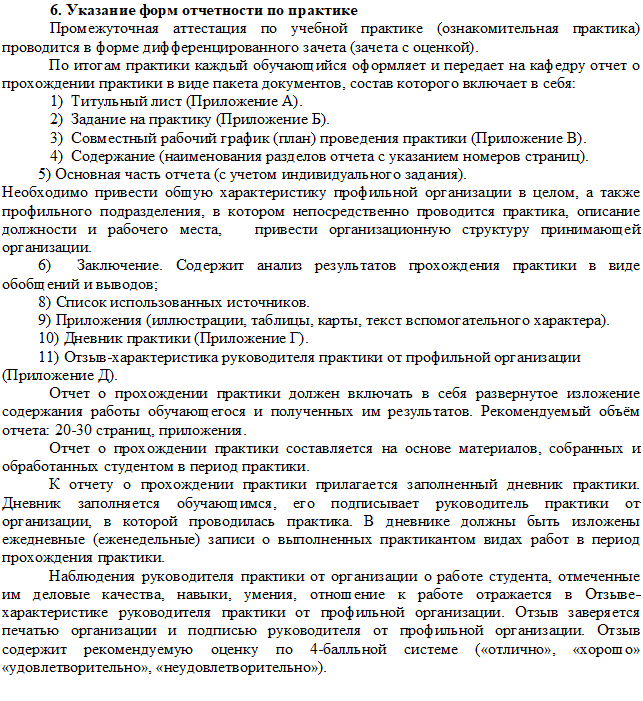 6. Указание форм отчетности по практике
Промежуточная аттестация по учебной практике (ознакомительная практика)
проводится в форме дифференцированного зачета (зачета с оценкой).
По итогам практики каждый обучающийся оформляет и передает на кафедру отчет о
прохождении практики в виде пакета документов, состав которого включает в себя:
1) Титульный лист (Приложение А).
2) Задание на практику (Приложение Б).
3) Совместный рабочий график (план) проведения практики (Приложение В).
4) Содержание (наименования разделов отчета с указанием номеров страниц).
5) Основная часть отчета (с учетом индивидуального задания).
Необходимо привести общую характеристику профильной организации в целом, а также
профильного подразделения, в котором непосредственно проводится практика, описание
должности и рабочего места, привести организационную структуру принимающей
организации.
6) Заключение. Содержит анализ результатов прохождения практики в виде
обобщений и выводов;
8) Список использованных источников.
9) Приложения (иллюстрации, таблицы, карты, текст вспомогательного характера).
10) Дневник практики (Приложение Г).
11) Отзыв-характеристика руководителя практики от профильной организации
(Приложение Д).
Отчет о прохождении практики должен включать в себя развернутое изложение
содержания работы обучающегося и полученных им результатов. Рекомендуемый объём
отчета: 20-30 страниц, приложения.
Отчет о прохождении практики составляется на основе материалов, собранных и
обработанных студентом в период практики.
К отчету о прохождении практики прилагается заполненный дневник практики.
Дневник заполняется обучающимся, его подписывает руководитель практики от
организации, в которой проводилась практика. В дневнике должны быть изложены
ежедневные (еженедельные) записи о выполненных практикантом видах работ в период
прохождения практики.
Наблюдения руководителя практики от организации о работе студента, отмеченные
им деловые качества, навыки, умения, отношение к работе отражается в Отзыве-
характеристике руководителя практики от профильной организации. Отзыв заверяется
печатью организации и подписью руководителя от профильной организации. Отзыв
содержит рекомендуемую оценку по 4-балльной системе («отлично», «хорошо»
«удовлетворительно», «неудовлетворительно»).